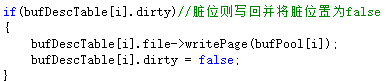 if(bufDescTable[i].dirty)//脏位则写回并将脏位置为false
{
    bufDescTable[i].file->writePage(bufPool[i]);
    bufDescTable[i].dirty = false;
}